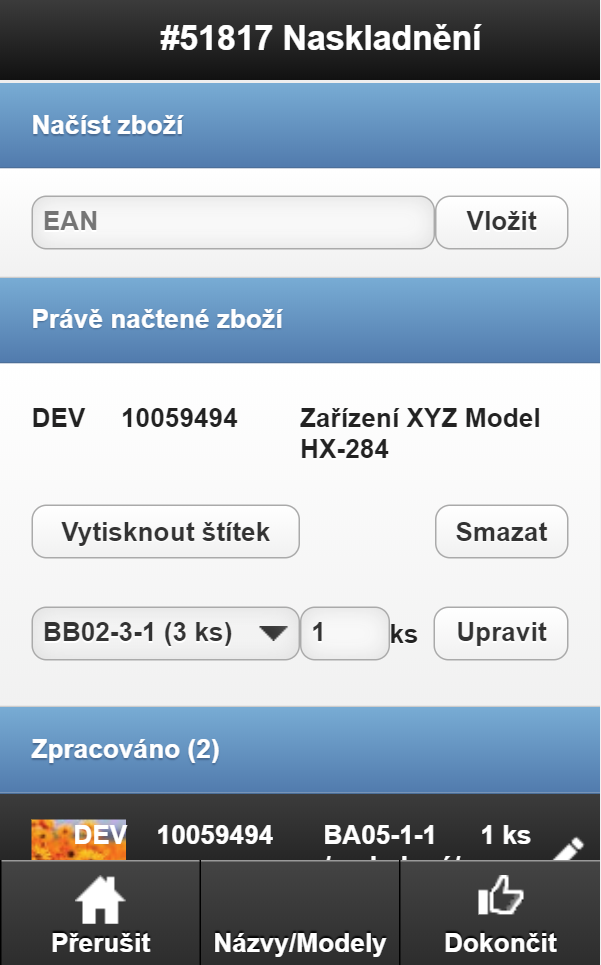 #51817 Naskladnění
Načíst zboží
EAN Vložit
Právě načtené zboží
DEV 10059494 Zařízení XYZ Model
HX-284
Vytisknout štítek Smazat
BB02-3-1 (3 ks) 1 ks Upravit
Zpracováno (2)
DEV 10059494 BA05-1-1 1 ks
Přerušit Názvy/Modely Dokončit